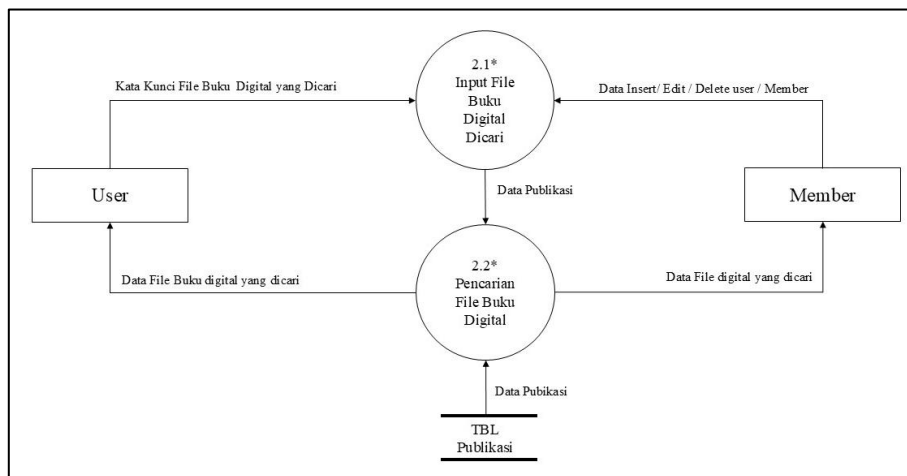 2.1*
Input File
Buku
Digital
Dicari
Kata Kunci File Buku Digital yang Dicari
Data Insert/ Edit / Delete user / Member
User
Data Publikasi
Member
2.2*
Pencarian
File Buku
Digital
Data File Buku digital yang dicari
Data File digital yang dicari
Data Pubikasi
TBL
Publikasi